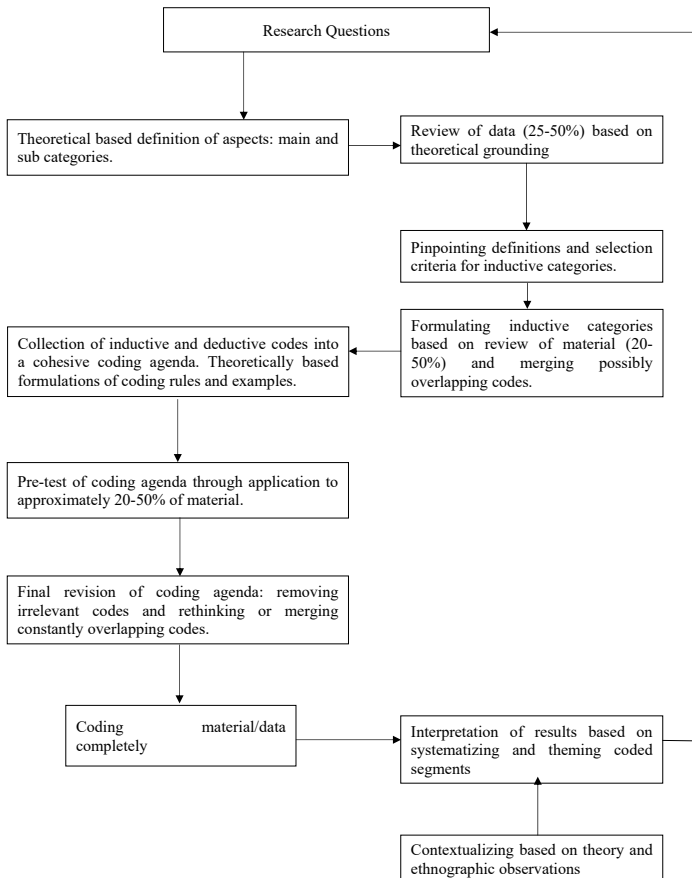 Research Questions
Theoretical based definition of aspects: main and
sub categories.
Review of data (25-50%) based on
theoretical grounding
Pinpointing definitions and selection
criteria for inductive categories.
Formulating inductive categories
based on review of material (20-
50%) and merging possibly
overlapping codes.
Collection of inductive and deductive codes into
a cohesive coding agenda. Theoretically based
formulations of coding rules and examples.
Pre-test of coding agenda through application to
approximately 20-50% of material.
Final revision of coding agenda: removing
irrelevant codes and rethinking or merging
constantly overlapping codes.
Coding material/data
completely
Interpretation of results based on
systematizing and theming coded
segments
Contextualizing based on theory and
ethnographic observations